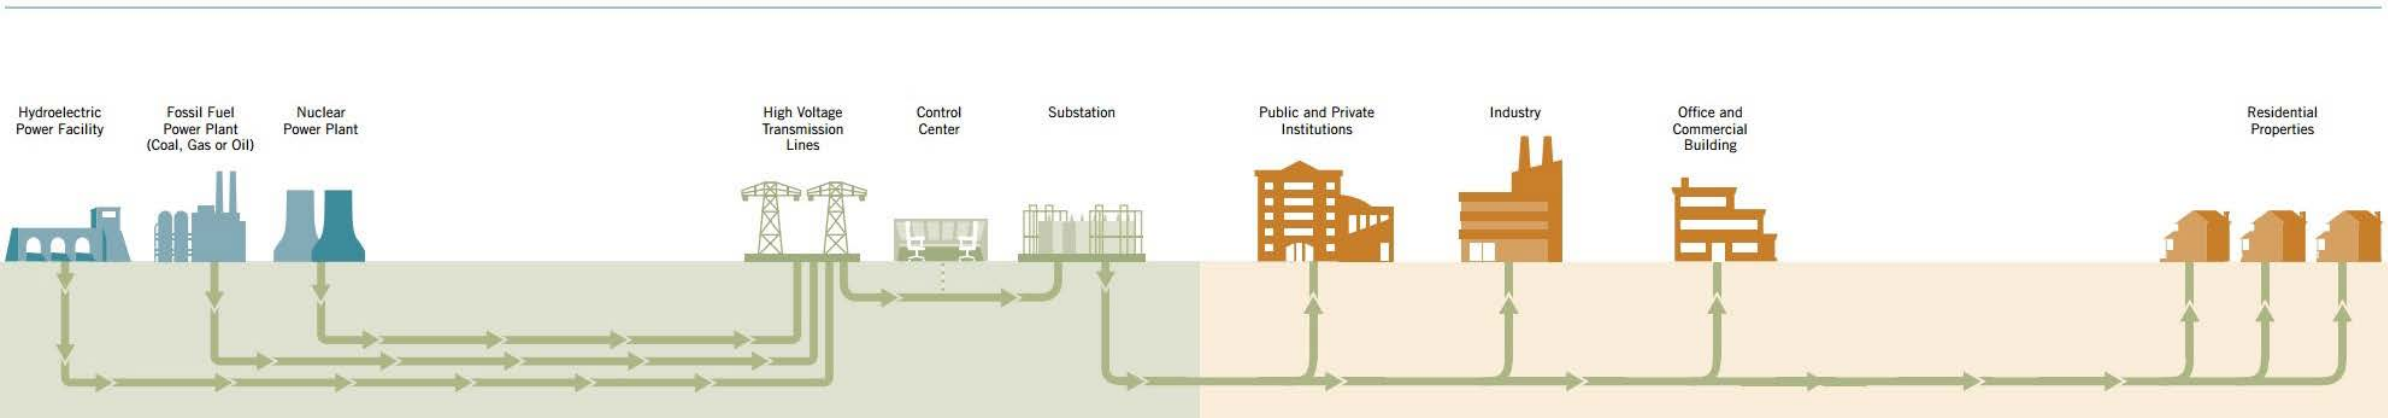 Hydroelectric
Power Facility
Fossil Fuel
Power Plant
(Coal, Gas or Oil)
Nuclear
Power Plant
High Voltage
Transmission
Lines
Control
Center
Substation
Public and Private
Institutions
Industry
Office and
Commercial
Building
Residential
Properties